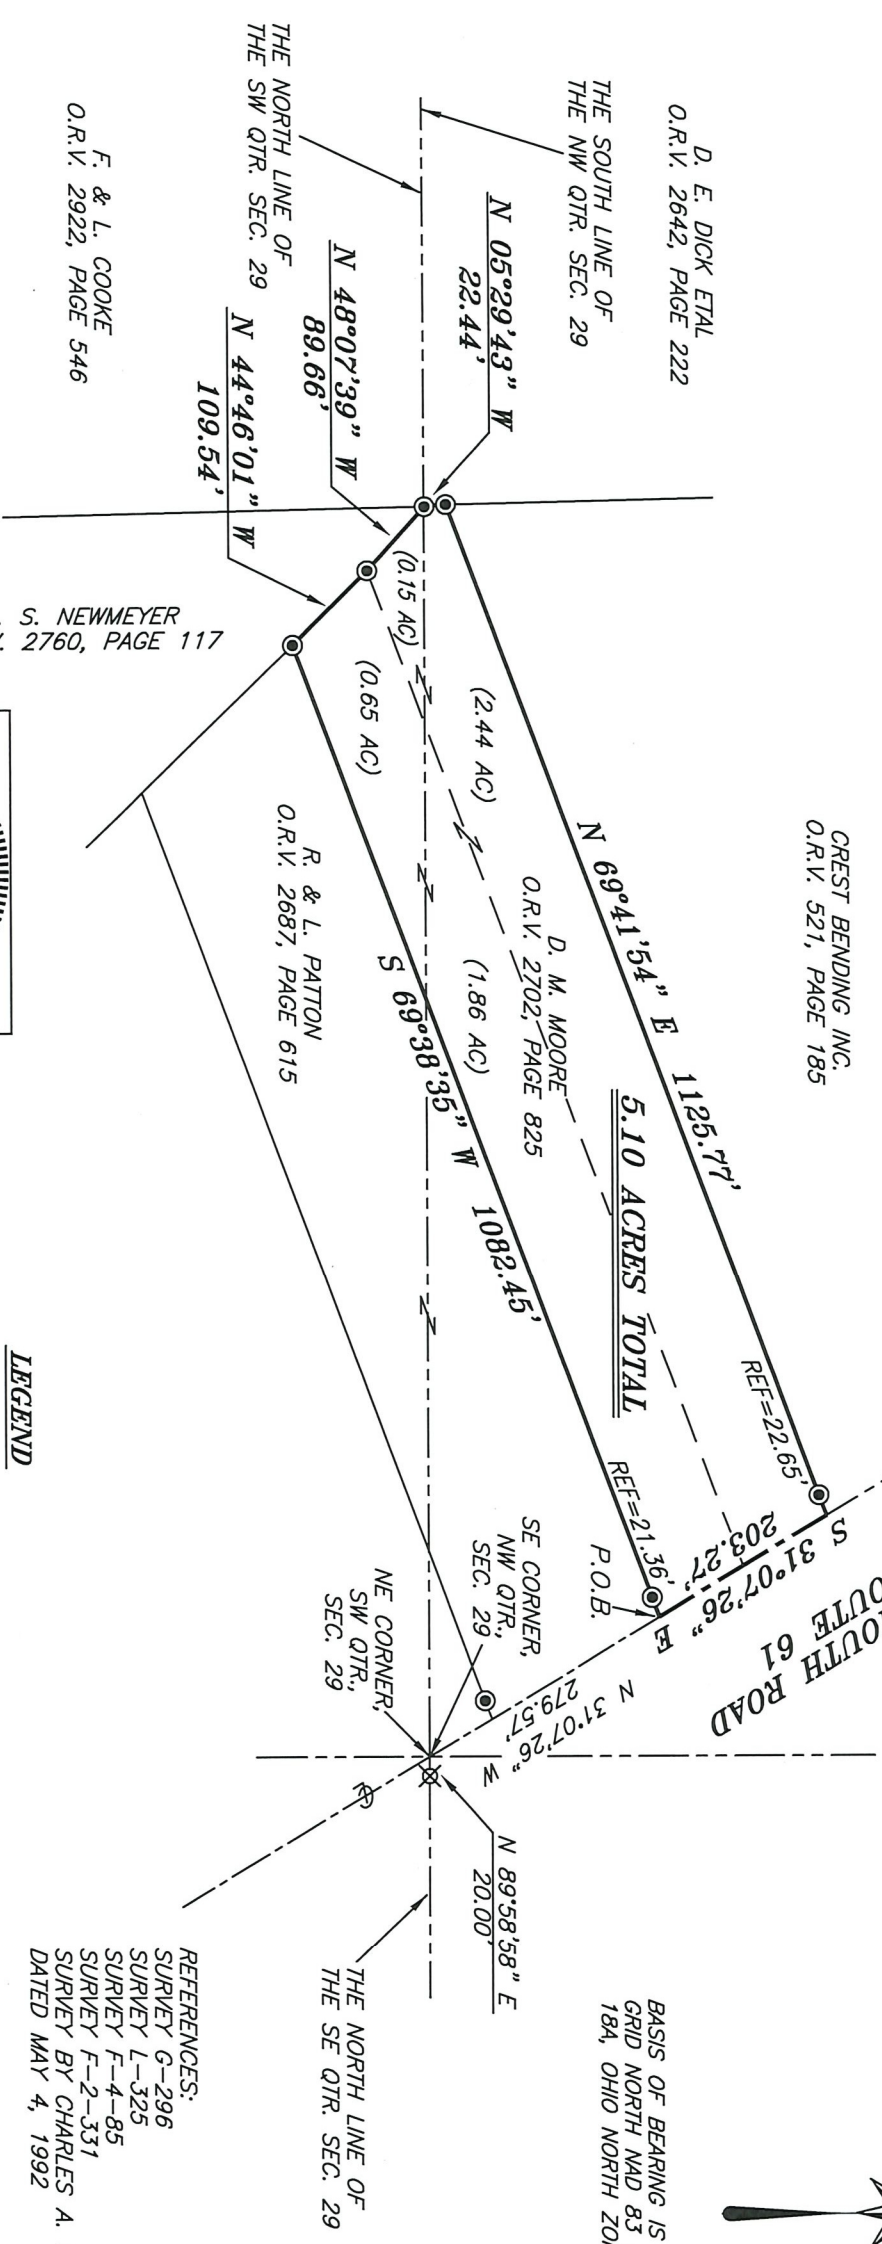 D. E. DICK ETAL
O.R.V. 2642, PAGE 222
THE SOUTH LINE OF
THE NW QTR. SEC. 29
THE NORTH LINE OF
THE SW QTR. SEC. 29
F. & L. COOKE
O.R.V. 2922, PAGE 546
N 05°29'43" W
22.44'
N 48°07'39" W
89.66'
N 44°46'01" W
109.54'
S. NEWMEYER
2760, PAGE 117
CREST BENDING INC.
O.R.V. 521, PAGE 185
N 69°41'54" E 1125.77'
REF=22.65'
(0.15 AC)
(0.65 AC)
(2.44 AC)
(1.86 AC)
D. M. MOORE
O.R.V. 2702, PAGE 825
5.10 ACRES TOTAL
S 69°38'35" W 1082.45'
REF=21.36'
P.O.B.
R. & L. PATTON
O.R.V. 2687, PAGE 615
S 31°07'26" E
203.27'
OUTH ROAD
OUTE 61
N 31°07'26" W
279.57'
SE CORNER,
NW QTR.,
SEC. 29
NE CORNER,
SW QTR.,
SEC. 29
N 89°58'58" E
20.00'
THE NORTH LINE OF
THE SE QTR. SEC. 29
BASIS OF BEARING IS
GRID NORTH NAD 83
18A, OHIO NORTH ZO
REFERENCES:
SURVEY G-296
SURVEY L-325
SURVEY F-4-85
SURVEY F-2-331
SURVEY BY CHARLES A.
DATED MAY 4, 1992
LEGEND